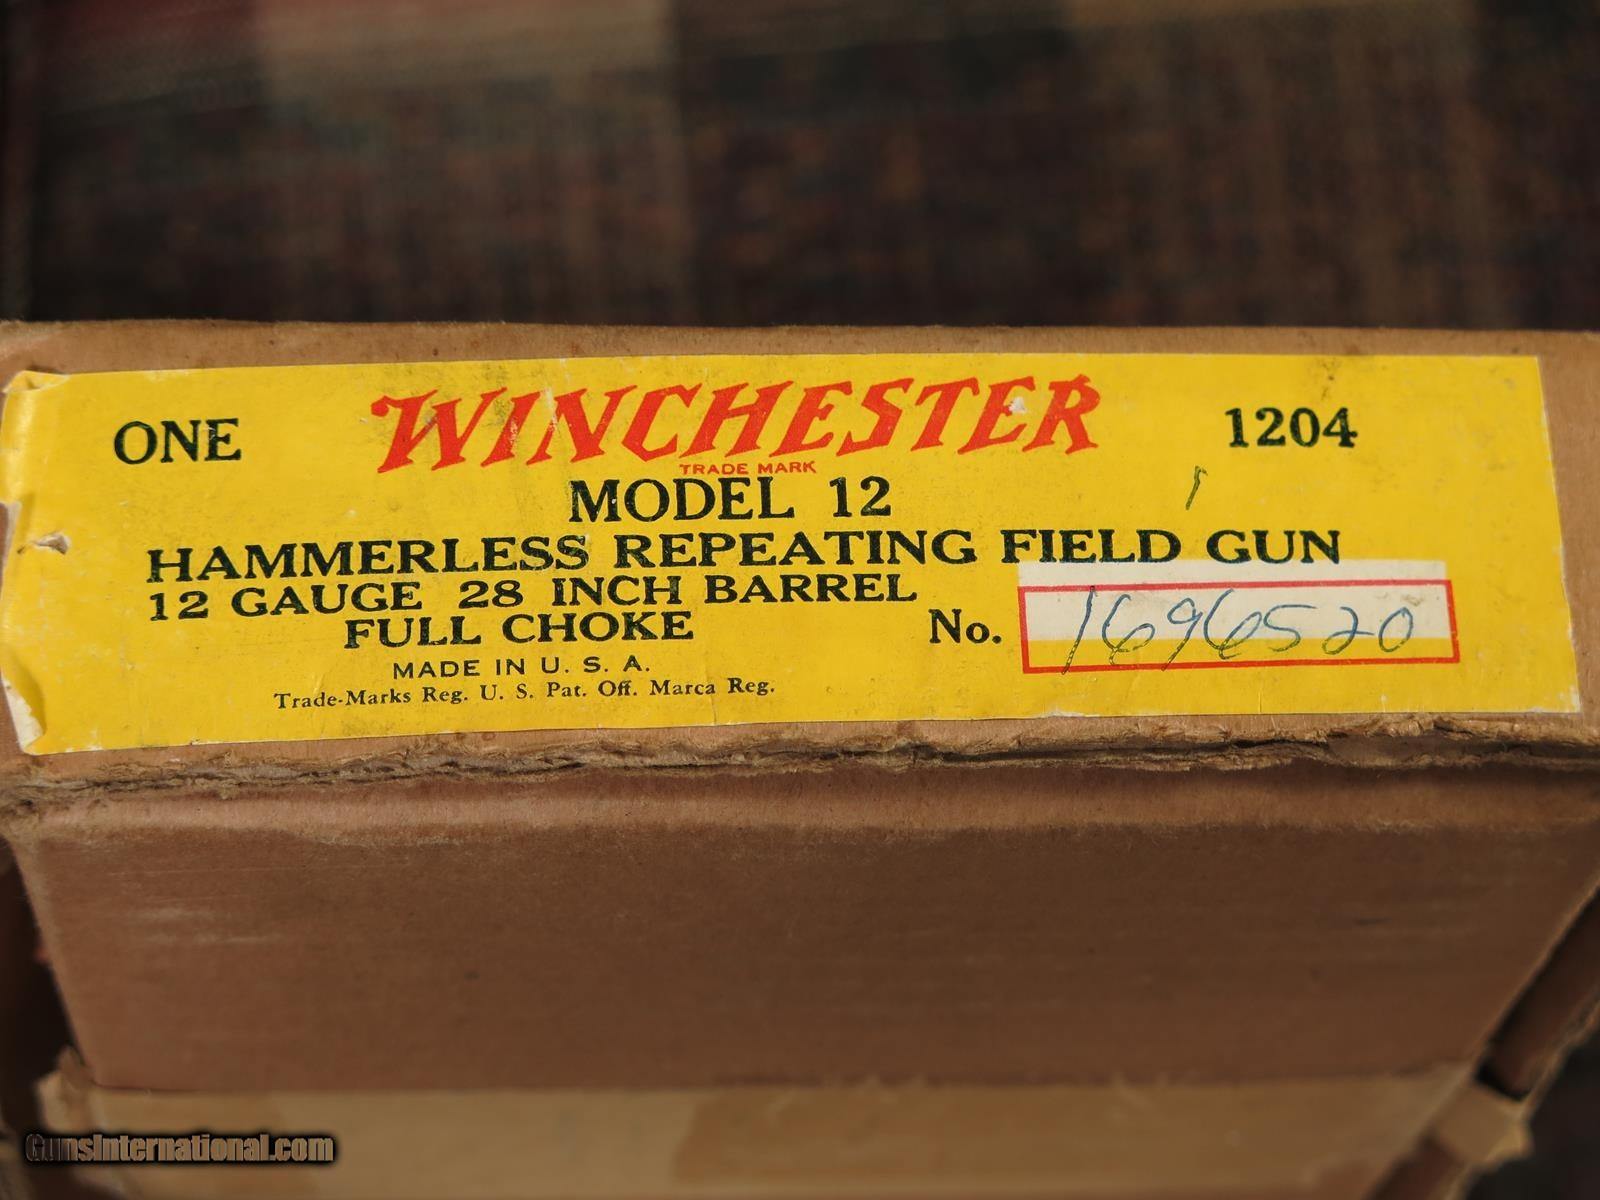 ONE WINCHESTER 1204
TRADE MARK
MODEL 12
HAMMERLESS REPEATING FIELD GUN
12 GAUGE 28 INCH BARREL
FULL CHOKE No. 1696520
MADE IN U. S. A.
Trade-Marks Reg. U. S. Pat. Off. Marca Reg.
GunsInternational.com